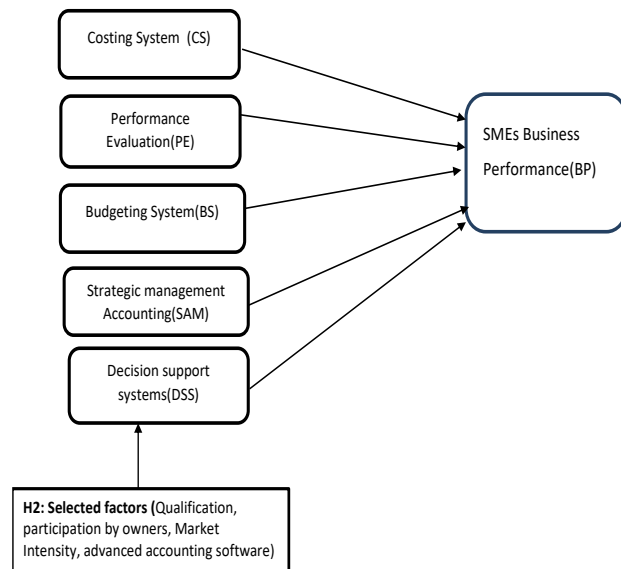 Costing System (CS)
Performance
Evaluation(PE)
SMEs Business
Performance(BP)
Budgeting System(BS)
Strategic management
Accounting(SAM)
Decision support
systems(DSS)
H2: Selected factors (Qualification,
participation by owners, Market
Intensity, advanced accounting software)